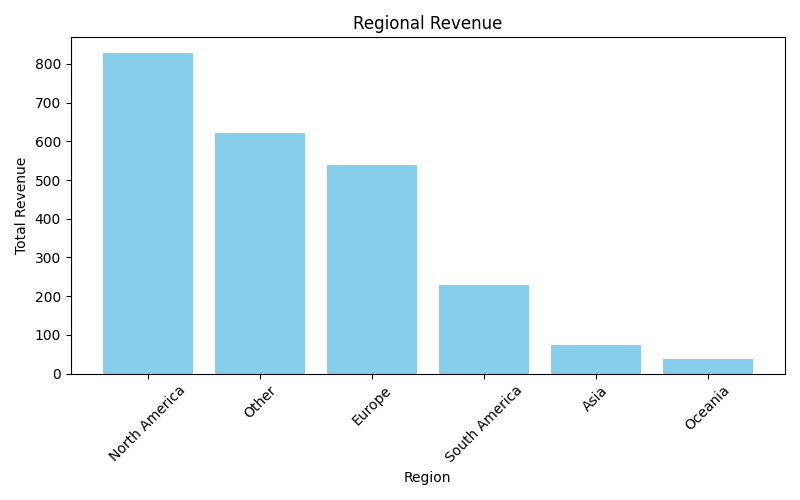 Regional Revenue
Total Revenue
800
700
600
500
400
300
200
100
0
North America
Other
Europe
South America
Asia
Oceania
Region